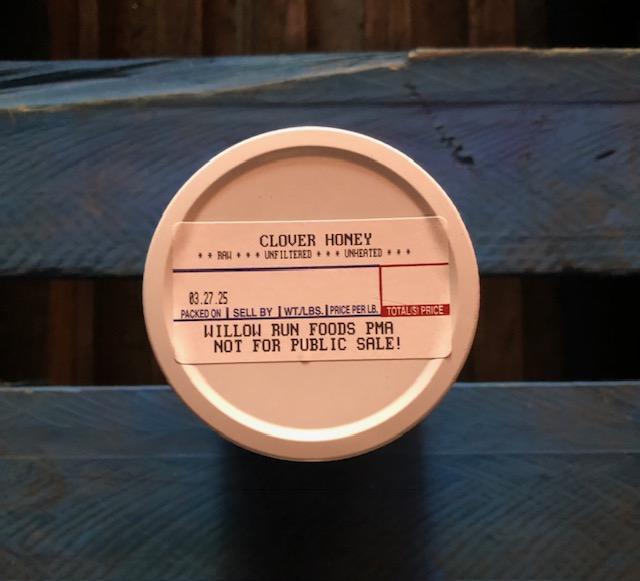 CLOVER HONEY
** RAW *** UNFILTERED *** UNHEATED ***
03.27.25
PACKED ON | SELL BY | WT./LBS. | PRICE PER LB. TOTAL(S) PRICE
WILLOW RUN FOODS PMA
NOT FOR PUBLIC SALE!